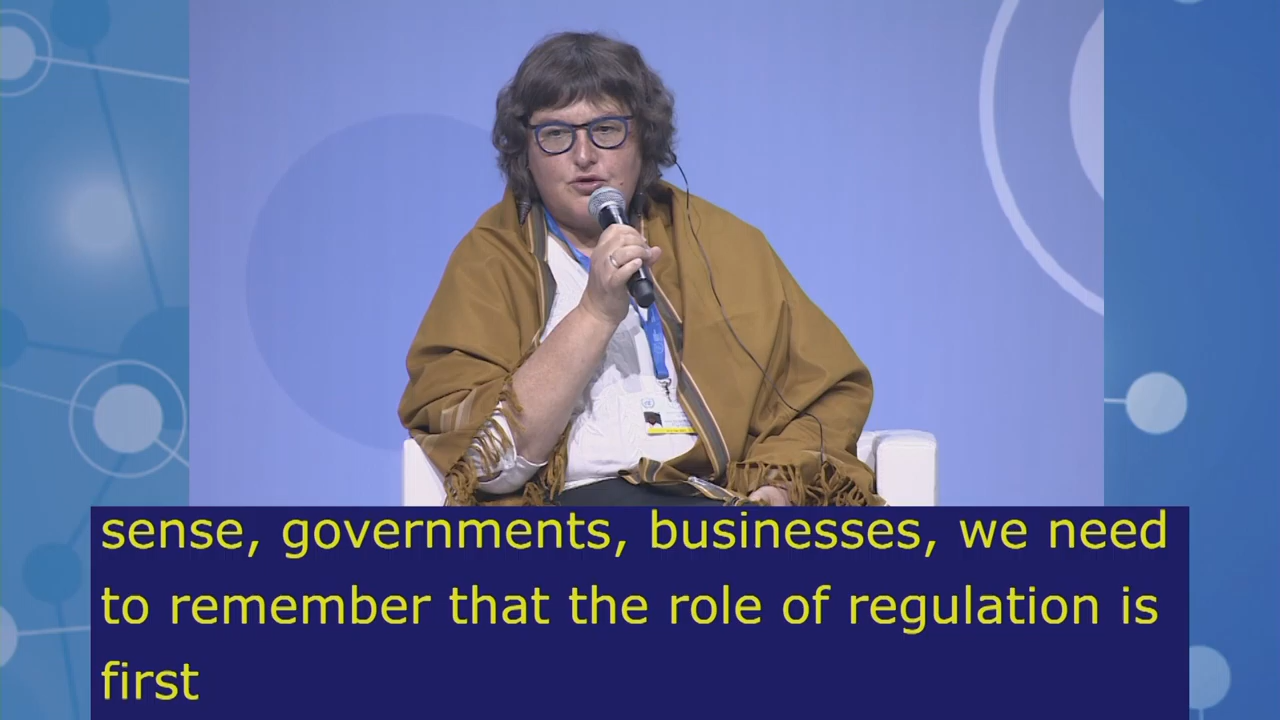 sense, governments, businesses, we need
to remember that the role of regulation is
first